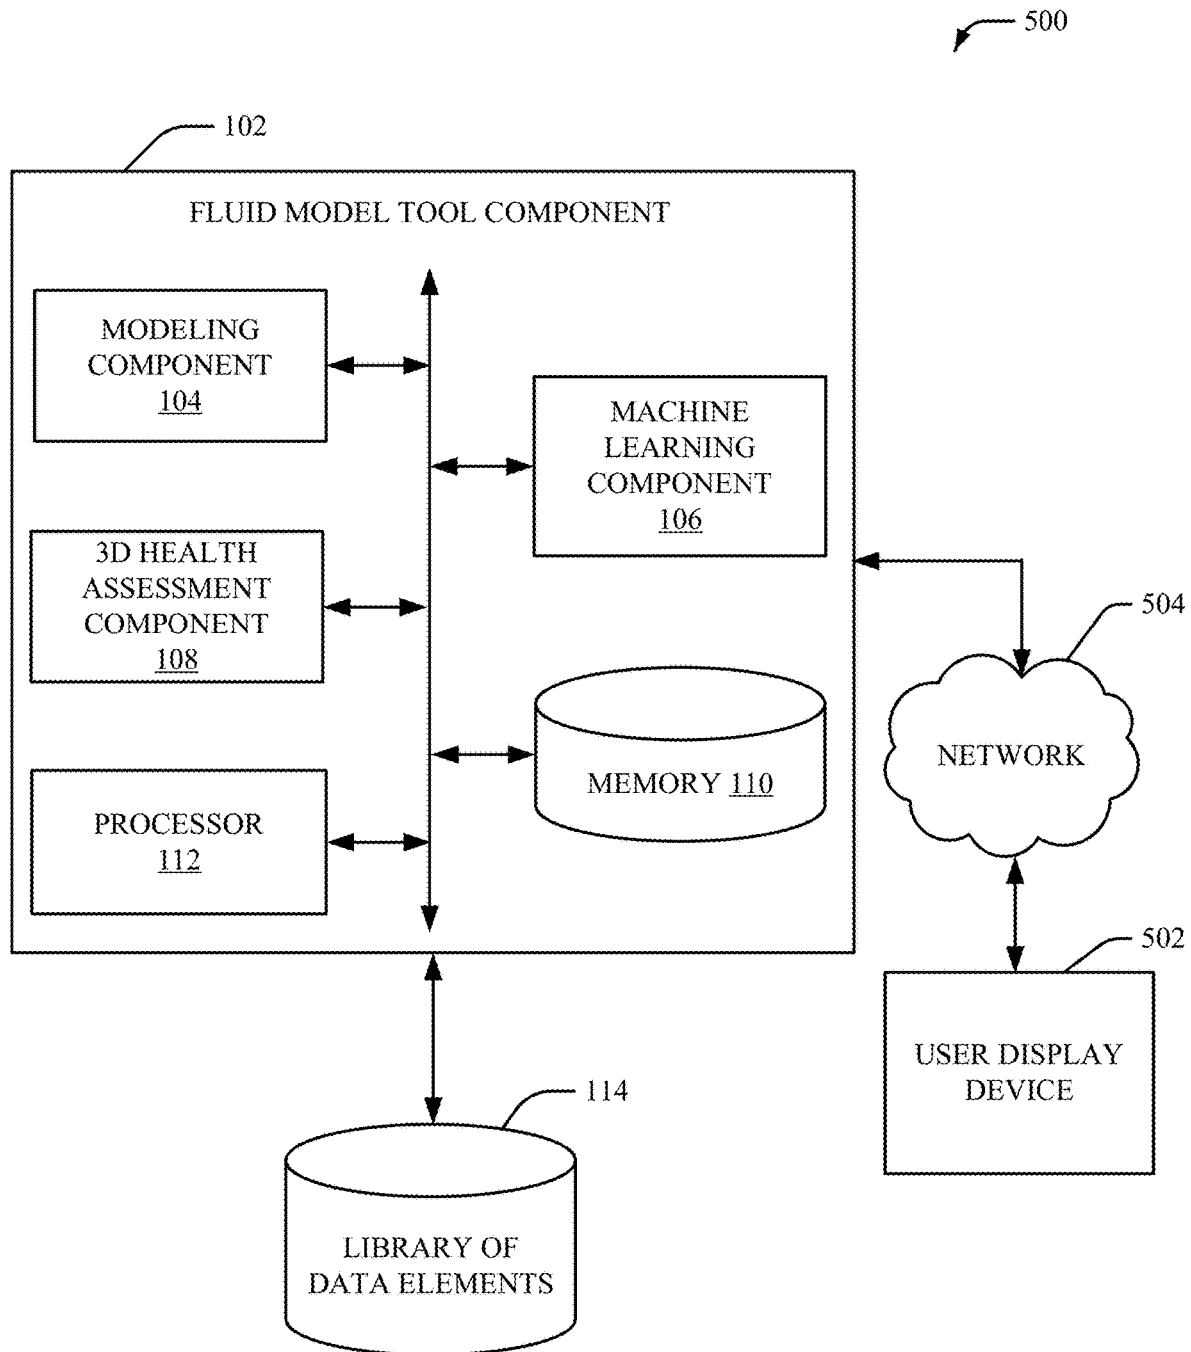 500
102
FLUID MODEL TOOL COMPONENT
MODELING
COMPONENT
104
MACHINE
LEARNING
COMPONENT
106
3D HEALTH
ASSESSMENT
COMPONENT
108
504
NETWORK
MEMORY 110
PROCESSOR
112
502
USER DISPLAY
DEVICE
114
LIBRARY OF
DATA ELEMENTS